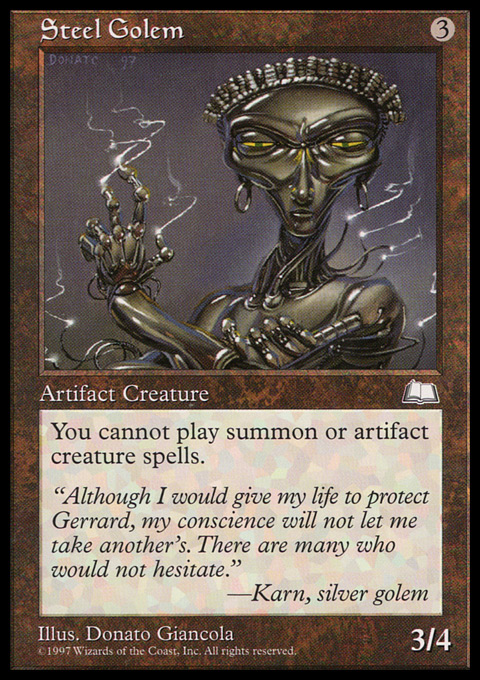 Steel Golem 3
DONATO 97
Artifact Creature
You cannot play summon or artifact
creature spells.
“Although I would give my life to protect
Gerrard, my conscience will not let me
take another’s. There are many who
would not hesitate.”
—Karn, silver golem
Illus. Donato Giancola
©1997 Wizards of the Coast, Inc. All rights reserved.
3/4